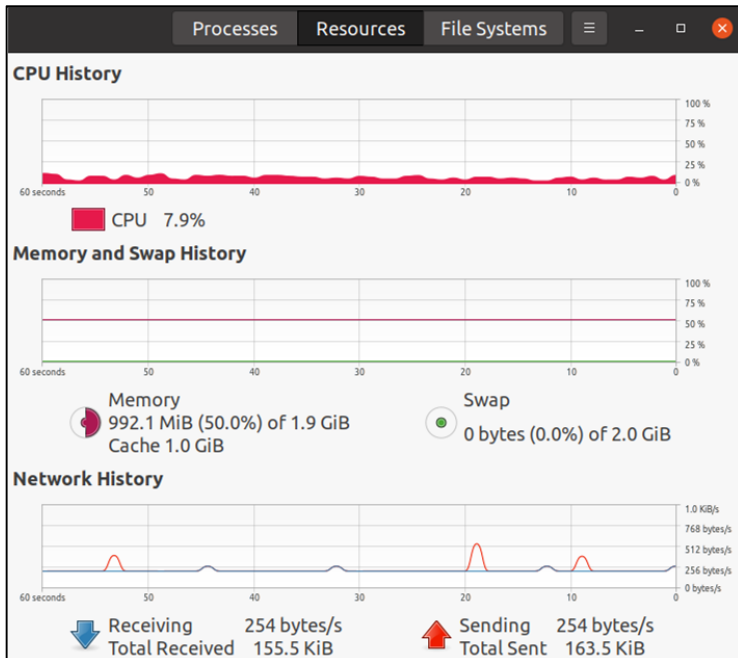 Processes Resources File Systems
CPU History
100 %
75 %
50 %
25 %
0 %
60 seconds 50 40 30 20 10 0
CPU 7.9%
Memory and Swap History
100 %
75 %
50 %
25 %
0 %
60 seconds 50 40 30 20 10 0
Memory
992.1 MiB (50.0%) of 1.9 GiB
Cache 1.0 GiB
Swap
0 bytes (0.0%) of 2.0 GiB
Network History
1.0 KiB/s
768 bytes/s
512 bytes/s
256 bytes/s
0 bytes/s
60 seconds 50 40 30 20 10 0
Receiving 254 bytes/s
Total Received 155.5 KiB
Sending 254 bytes/s
Total Sent 163.5 KiB